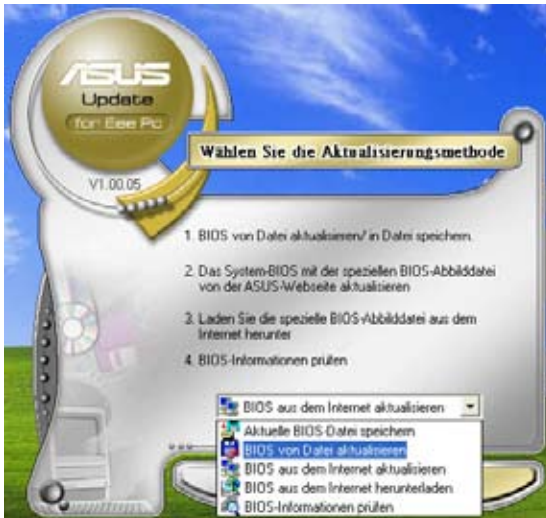 ASUS
Update
for Eee Pc
V1.00.05
Wählen Sie die Aktualisierungsmethode
1. BIOS von Datei aktualisieren/ in Datei speichern.
2. Das System-BIOS mit der speziellen BIOS-Abbilddatei
von der ASUS-Webseite aktualisieren
3. Laden Sie die spezielle BIOS-Abbilddatei aus dem
Internet herunter
4. BIOS-Informationen prüfen
BIOS aus dem Internet aktualisieren
Aktuelle BIOS-Datei speichern
BIOS von Datei aktualisieren
BIOS aus dem Internet aktualisieren
BIOS aus dem Internet herunterladen
BIOS-Informationen prüfen